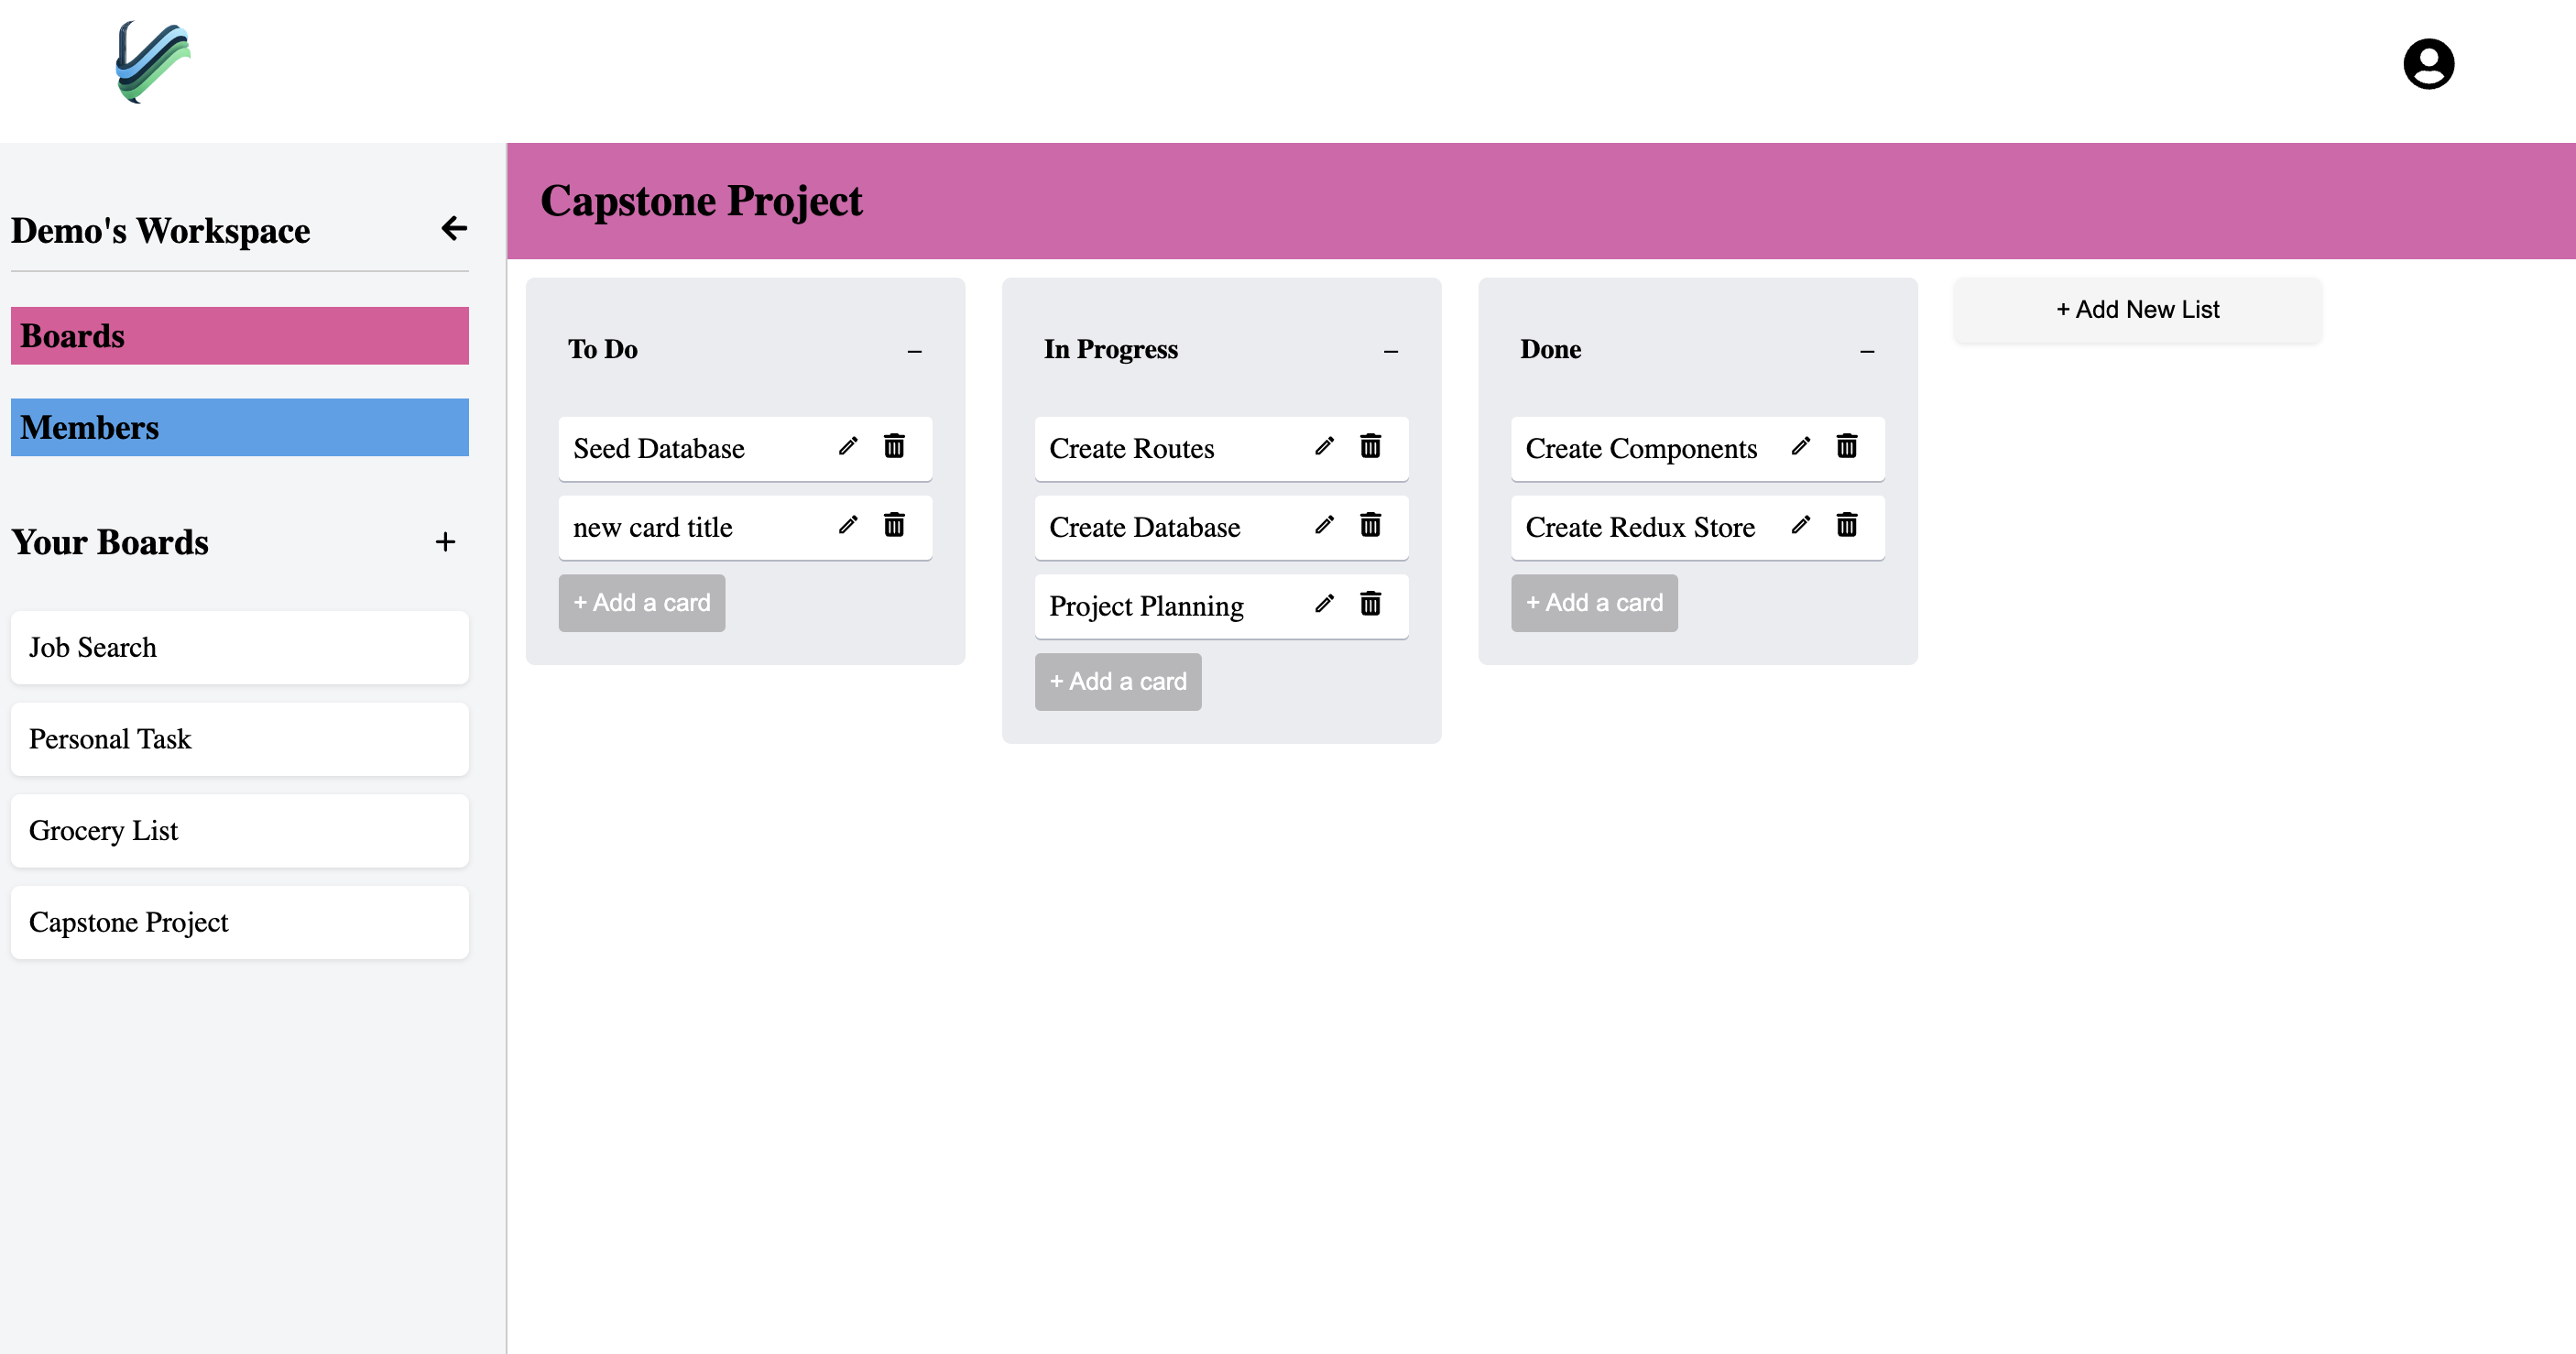 Demo's Workspace
Boards
Members
Your Boards
+
Job Search
Personal Task
Grocery List
Capstone Project
Capstone Project
To Do
Seed Database
new card title
+ Add a card
In Progress
Create Routes
Create Database
Project Planning
+ Add a card
Done
Create Components
Create Redux Store
+ Add a card
+ Add New List